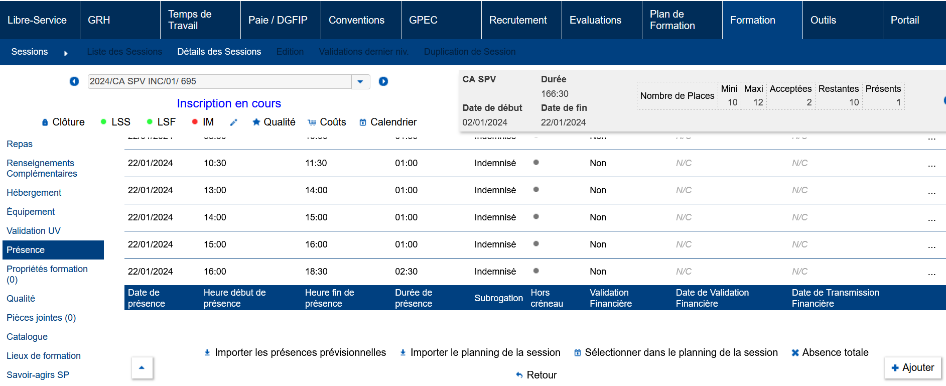 Libre-Service GRH Temps de Travail Paie / DGFIP Conventions GPEC Recrutement Evaluations Plan de Formation Formation Outils Portail
Sessions Liste des Sessions Détails des Sessions Edition Validations dernier niv. Duplication de Session
2024/CA SPV INC/01/ 695
Inscription en cours
Clôture LSS LSF IM Qualité Coûts Calendrier
CA SPV Durée
166:30
Date de début Date de fin
02/01/2024 22/01/2024
Nombre de Places Mini Maxi Acceptées Restantes Présents
10 12 2 10 1
Repas
Renseignements
Complémentaires
Hébergement
Équipement
Validation UV
Présence
Propriétés formation
(0)
Qualité
Pièces jointes (0)
Catalogue
Lieux de formation
Savoir-agirs SP
22/01/2024 10:30 11:30 01:00 Indemnisé Non N/C N/C ...
22/01/2024 13:00 14:00 01:00 Indemnisé Non N/C N/C ...
22/01/2024 14:00 15:00 01:00 Indemnisé Non N/C N/C ...
22/01/2024 15:00 16:00 01:00 Indemnisé Non N/C N/C ...
22/01/2024 16:00 18:30 02:30 Indemnisé Non N/C N/C ...
Date de présence Heure début de présence Heure fin de présence Durée de présence Subrogation Hors créneau Validation Financière Date de Validation Financière Date de Transmission Financière
Importer les présences prévisionnelles Importer le planning de la session Sélectionner dans le planning de la session Absence totale
Retour
Ajouter